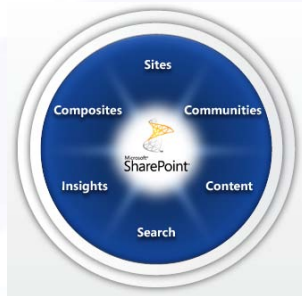 Sites
Composites
Communities
Microsoft
SharePoint
Insights
Content
Search